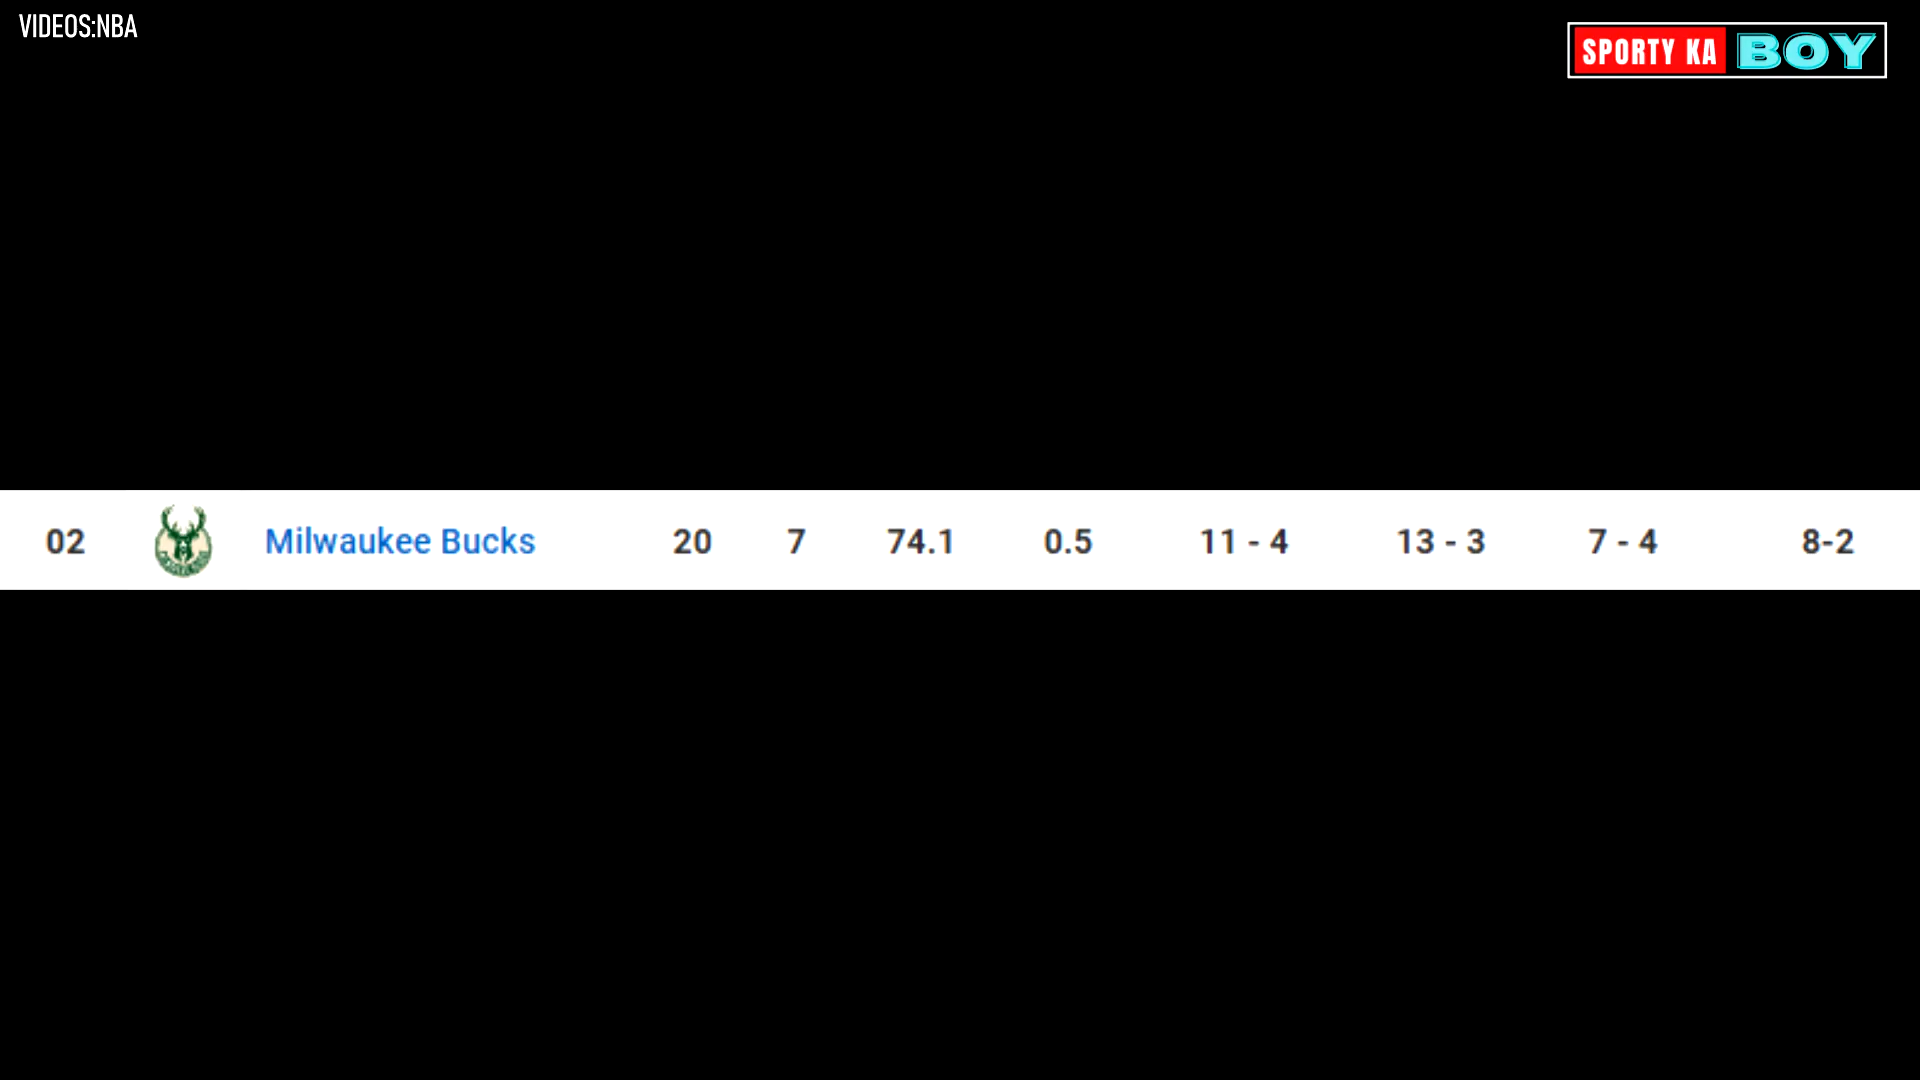 VIDEOS:NBA
SPORTY KA BOY
02 Milwaukee Bucks 20 7 74.1 0.5 11 - 4 13 - 3 7 - 4 8-2